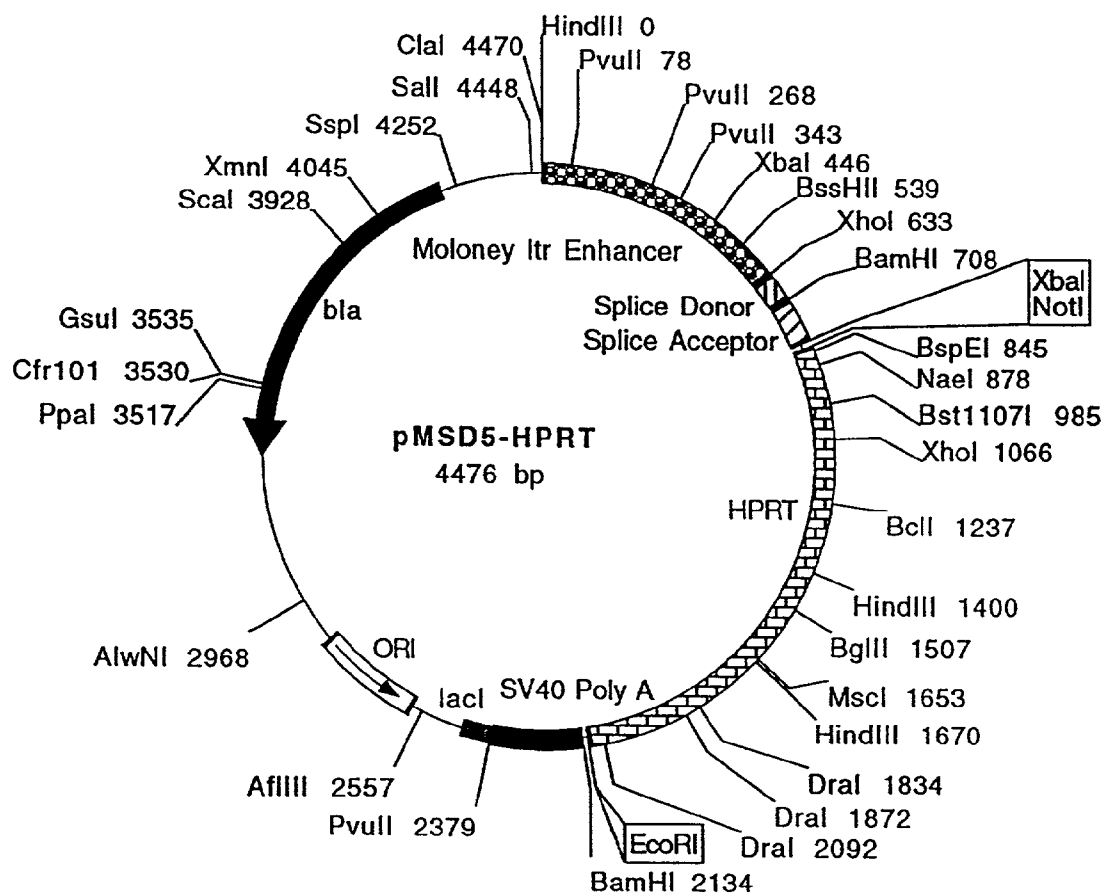 HindIII 0
PvuII 78
PvuII 268
PvuII 343
XbaI 446
BssHII 539
XhoI 633
BamHI 708
XbaI
NotI
BspEI 845
NaeI 878
Bst1107I 985
XhoI 1066
BclI 1237
HindIII 1400
BglII 1507
MscI 1653
HindIII 1670
DraI 1834
DraI 1872
DraI 2092
EcoRI
BamHI 2134
PvuII 2379
AflIII 2557
AlwNI 2968
PpaI 3517
Cfr101 3530
GsuI 3535
ScaI 3928
XmnI 4045
SspI 4252
SalI 4448
ClaI 4470
Moloney ltr Enhancer
Splice Donor
Splice Acceptor
bla
pMSD5-HPRT
4476 bp
HPRT
ORI
lacI
SV40 Poly A